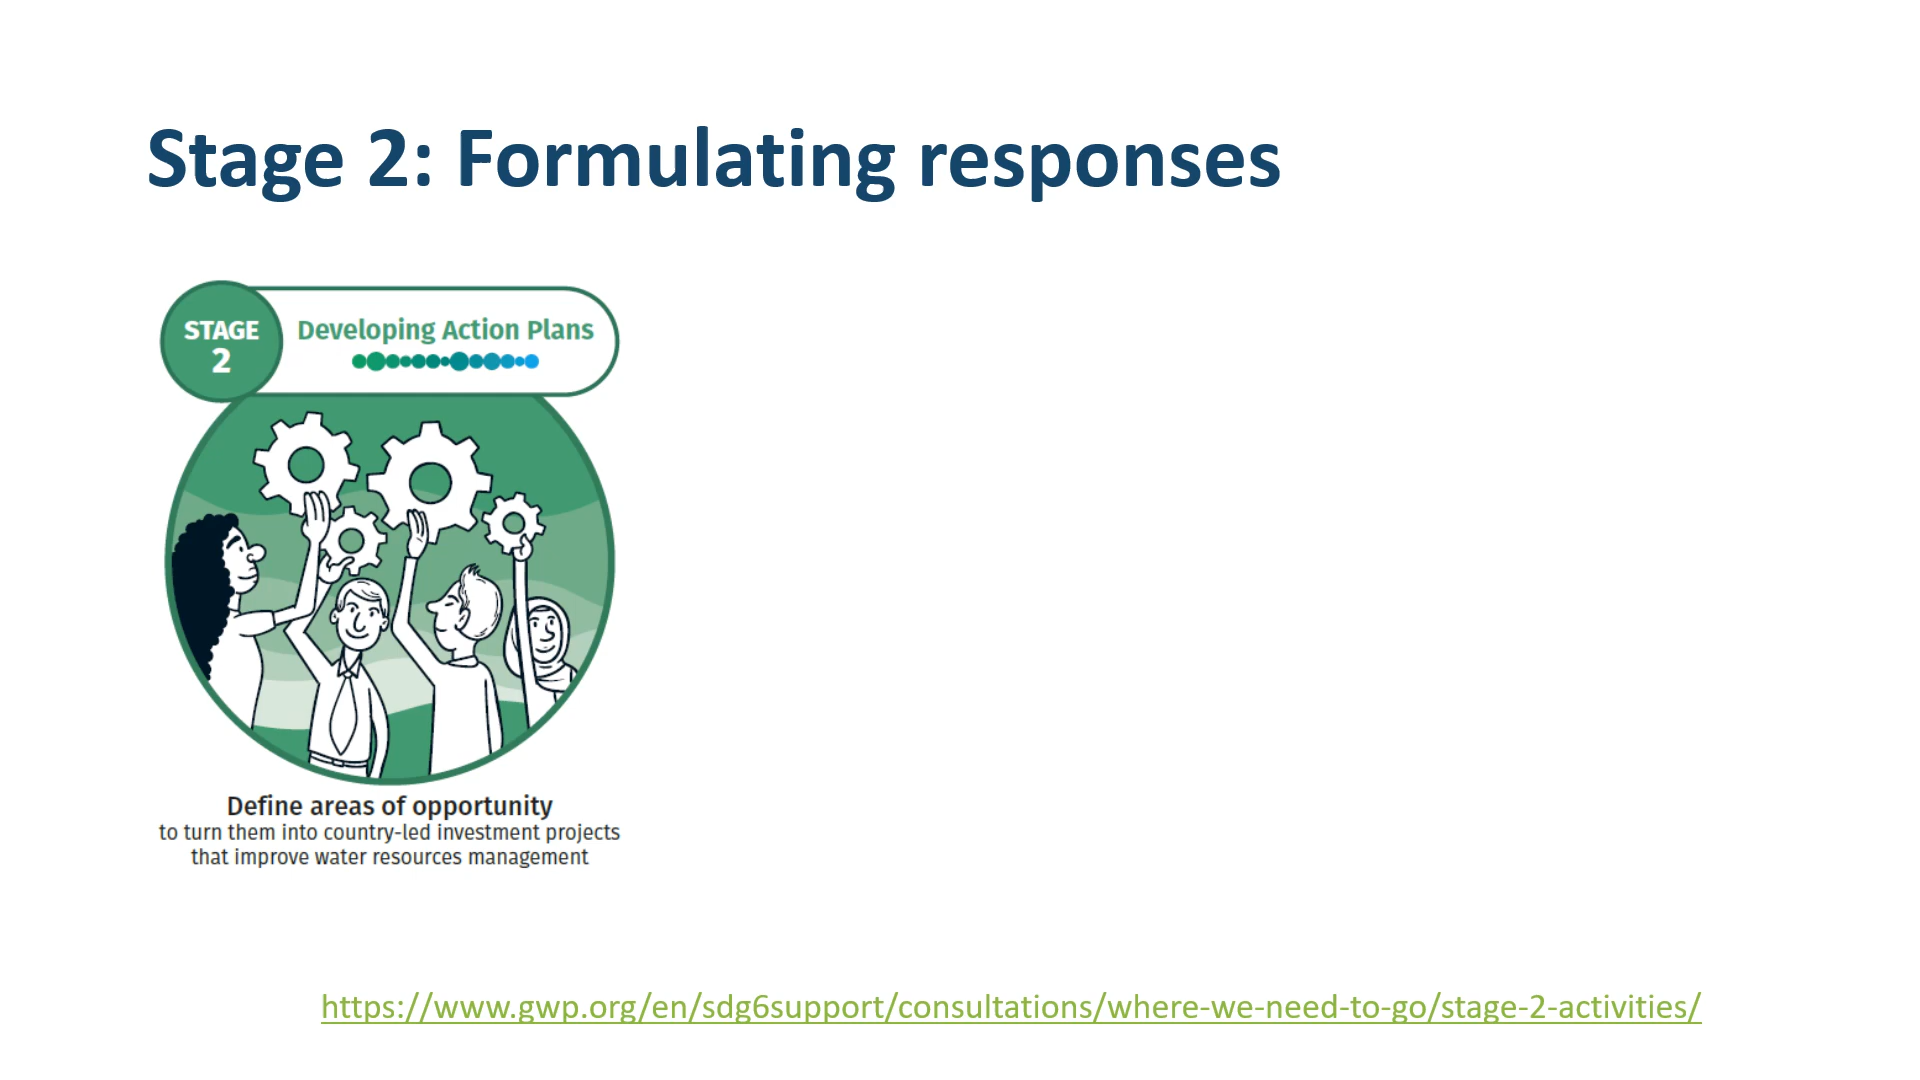 Stage 2: Formulating responses
STAGE
2
Developing Action Plans
Define areas of opportunity
to turn them into country-led investment projects
that improve water resources management
https://www.gwp.org/en/sdg6support/consultations/where-we-need-to-go/stage-2-activities/